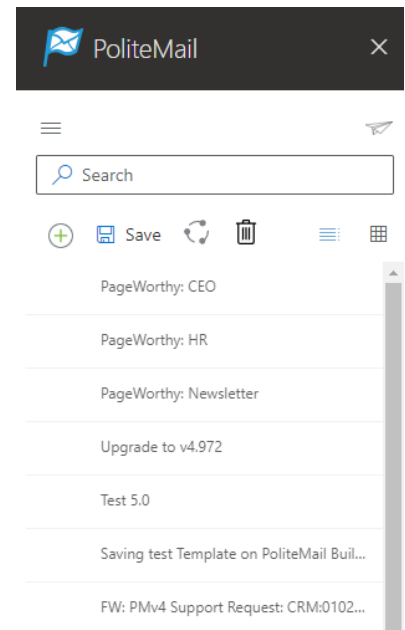 PoliteMail
Search
Save
PageWorthy: CEO
PageWorthy: HR
PageWorthy: Newsletter
Upgrade to v4.972
Test 5.0
Saving test Template on PoliteMail Buil...
FW: PMv4 Support Request: CRM:0102...